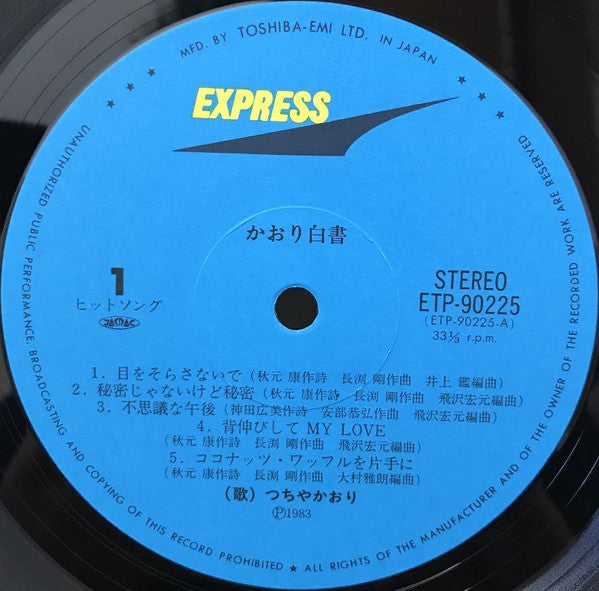 MFD. BY TOSHIBA-EMI LTD. IN JAPAN
EXPRESS
かおり白書
1
ヒットソング
JASRAC
STEREO
ETP-90225
(ETP-90225-A)
33⅓ r.p.m.
1. 目をそらさないで (秋元 康作詩 長渕 剛作曲 井上 鑑編曲)
2. 秘密じゃないけど秘密 (秋元 康作詩 長渕 剛作曲 飛沢宏元編曲)
3. 不思議な午後 (神田広美作詩 安部恭弘作曲 飛沢宏元編曲)
4. 背伸びして MY LOVE
(秋元 康作詩 長渕 剛作曲 飛沢宏元編曲)
5. ココナッツ・ワッフルを片手に
(秋元 康作詩 長渕 剛作曲 大村雅朗編曲)
(歌) つちやかおり
Ⓟ1983
UNAUTHORIZED PUBLIC PERFORMANCE, BROADCASTING AND COPYING OF THIS RECORD PROHIBITED ★ ALL RIGHTS OF THE MANUFACTURER AND OF THE OWNER OF THE RECORDED WORK ARE RESERVED